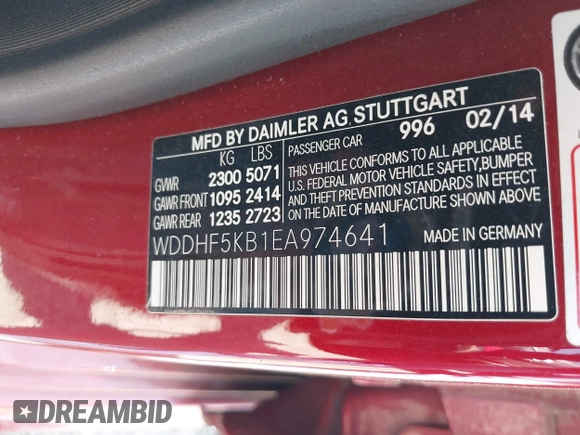 MFD BY DAIMLER AG, STUTTGART
KG LBS
GVWR 2300 5071
GAWR FRONT 1095 2414
GAWR REAR 1235 2723
PASSENGER CAR 996 02/14
THIS VEHICLE CONFORMS TO ALL APPLICABLE
U.S. FEDERAL MOTOR VEHICLE SAFETY, BUMPER
AND THEFT PREVENTION STANDARDS IN EFFECT
ON THE DATE OF MANUFACTURE SHOWN ABOVE
WDDHF5KB1EA974641
MADE IN GERMANY
DREAMBID